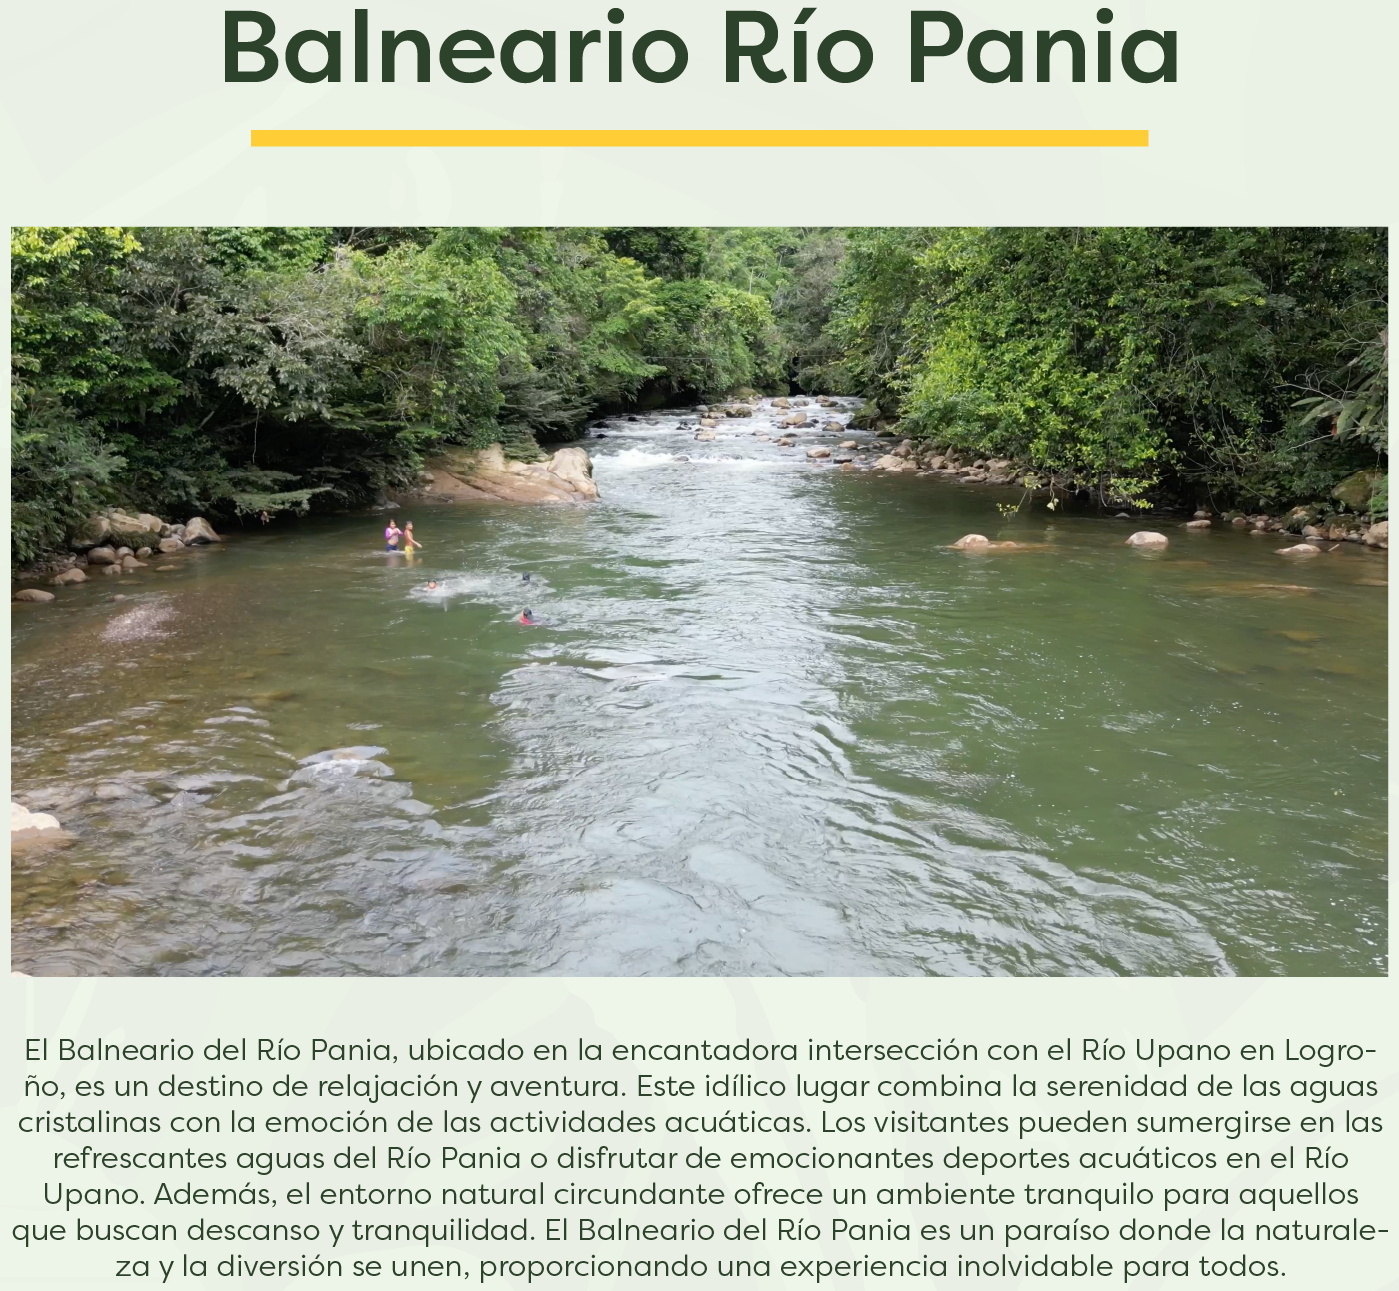 Balneario Río Pania
El Balneario del Río Pania, ubicado en la encantadora intersección con el Río Upano en Logro-
ño, es un destino de relajación y aventura. Este idílico lugar combina la serenidad de las aguas
cristalinas con la emoción de las actividades acuáticas. Los visitantes pueden sumergirse en las
refrescantes aguas del Río Pania o disfrutar de emocionantes deportes acuáticos en el Río
Upano. Además, el entorno natural circundante ofrece un ambiente tranquilo para aquellos
que buscan descanso y tranquilidad. El Balneario del Río Pania es un paraíso donde la naturale-
za y la diversión se unen, proporcionando una experiencia inolvidable para todos.